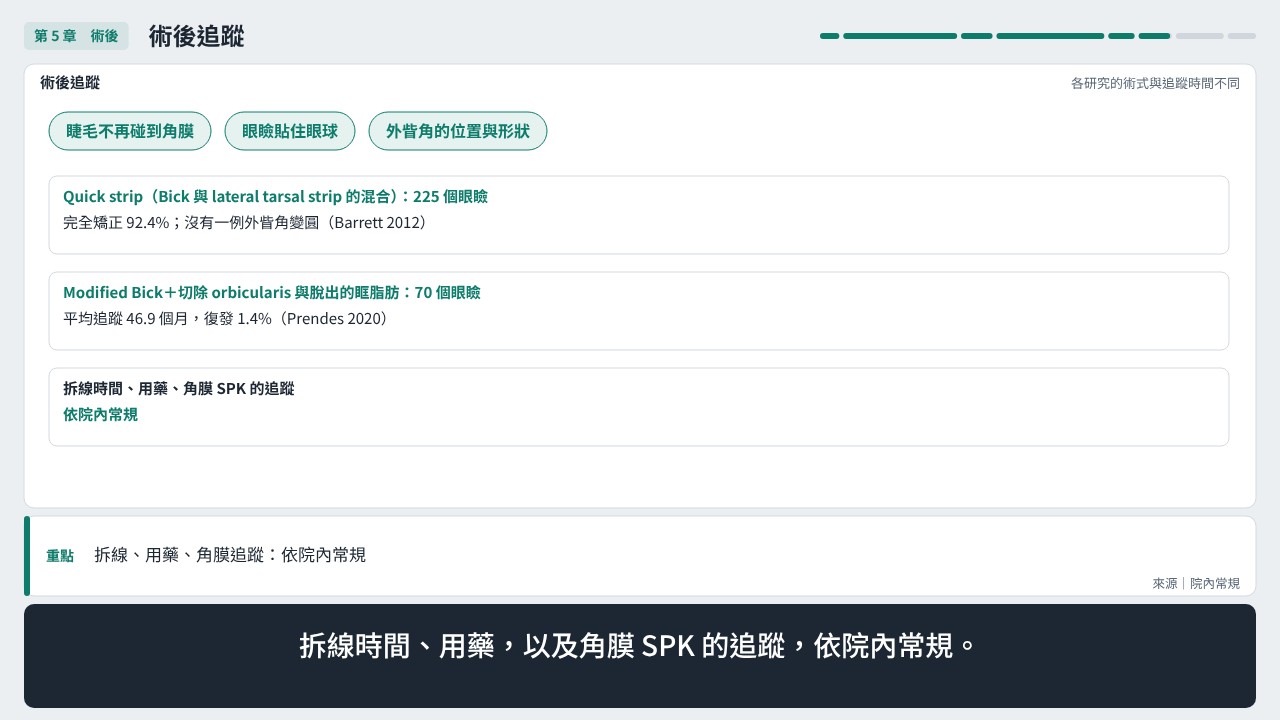 第 5 章　術後
術後追蹤
術後追蹤
各研究的術式與追蹤時間不同
睫毛不再碰到角膜
眼瞼貼住眼球
外眥角的位置與形狀
Quick strip（Bick 與 lateral tarsal strip 的混合）：225 個眼瞼
完全矯正 92.4%；沒有一例外眥角變圓（Barrett 2012）
Modified Bick＋切除 orbicularis 與脫出的眶脂肪：70 個眼瞼
平均追蹤 46.9 個月，復發 1.4%（Prendes 2020）
拆線時間、用藥、角膜 SPK 的追蹤
依院內常規
重點
拆線、用藥、角膜追蹤：依院內常規
來源｜院內常規
拆線時間、用藥，以及角膜 SPK 的追蹤，依院內常規。